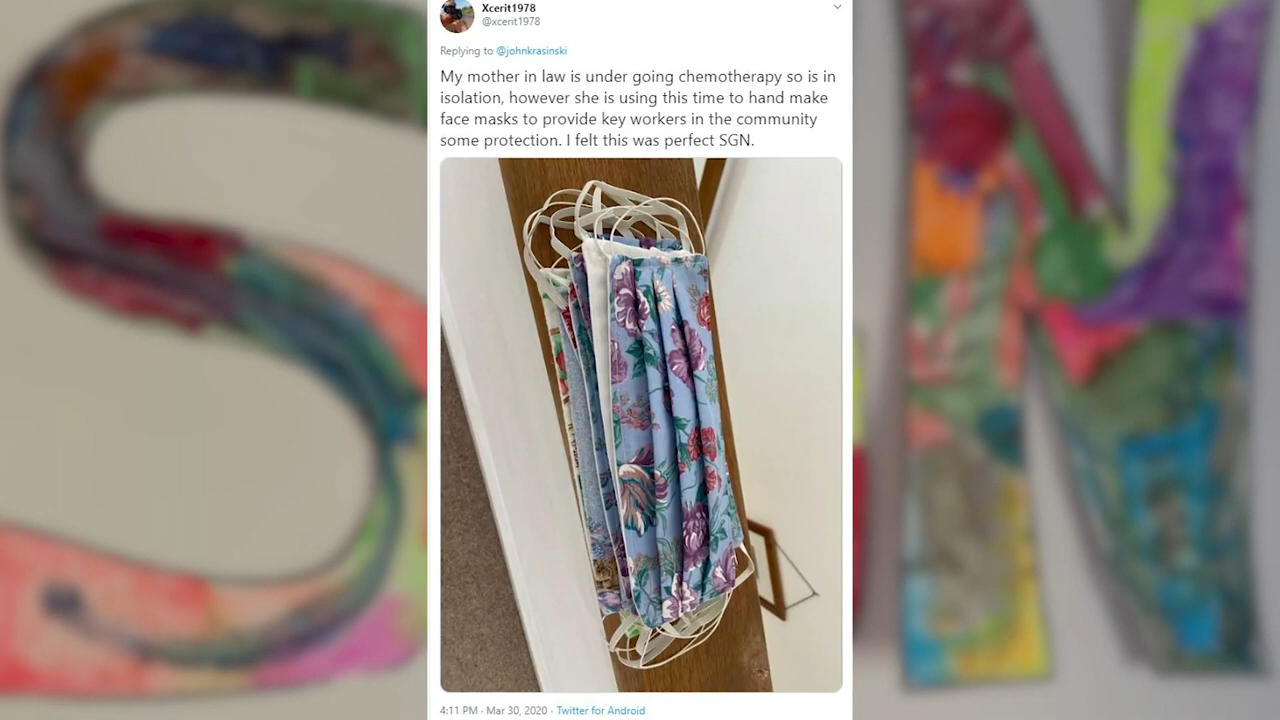 Xcerit1978
@xcerit1978
Replying to @johnkrasinski
My mother in law is under going chemotherapy so is in
isolation, however she is using this time to hand make
face masks to provide key workers in the community
some protection. I felt this was perfect SGN.
4:11 PM · Mar 30, 2020 · Twitter for Android